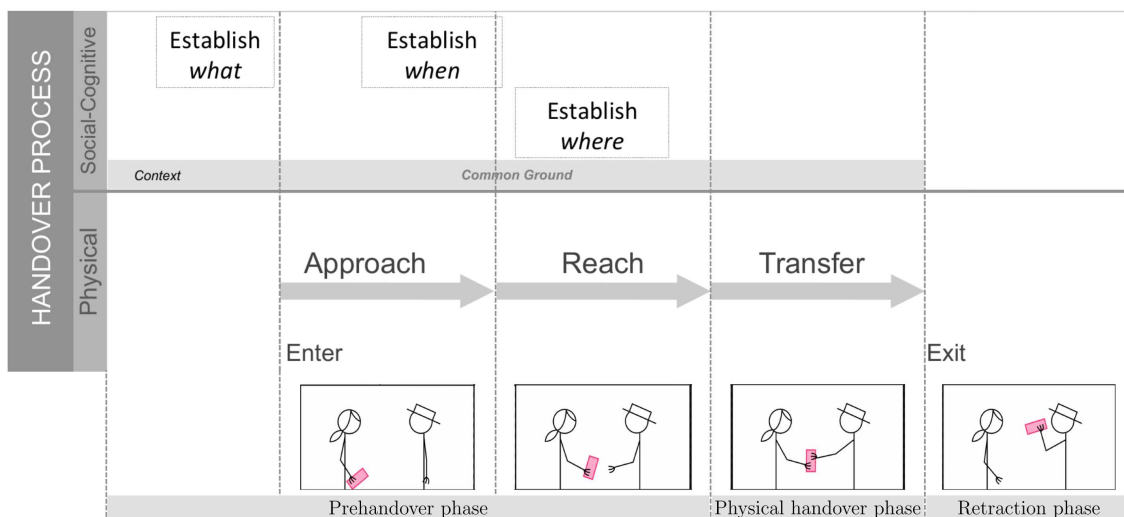 HANDOVER PROCESS
Social-Cognitive
Establish
what
Establish
when
Establish
where
Context
Common Ground
Physical
Approach
Reach
Transfer
Enter
Exit
Prehandover phase
Physical handover phase
Retraction phase